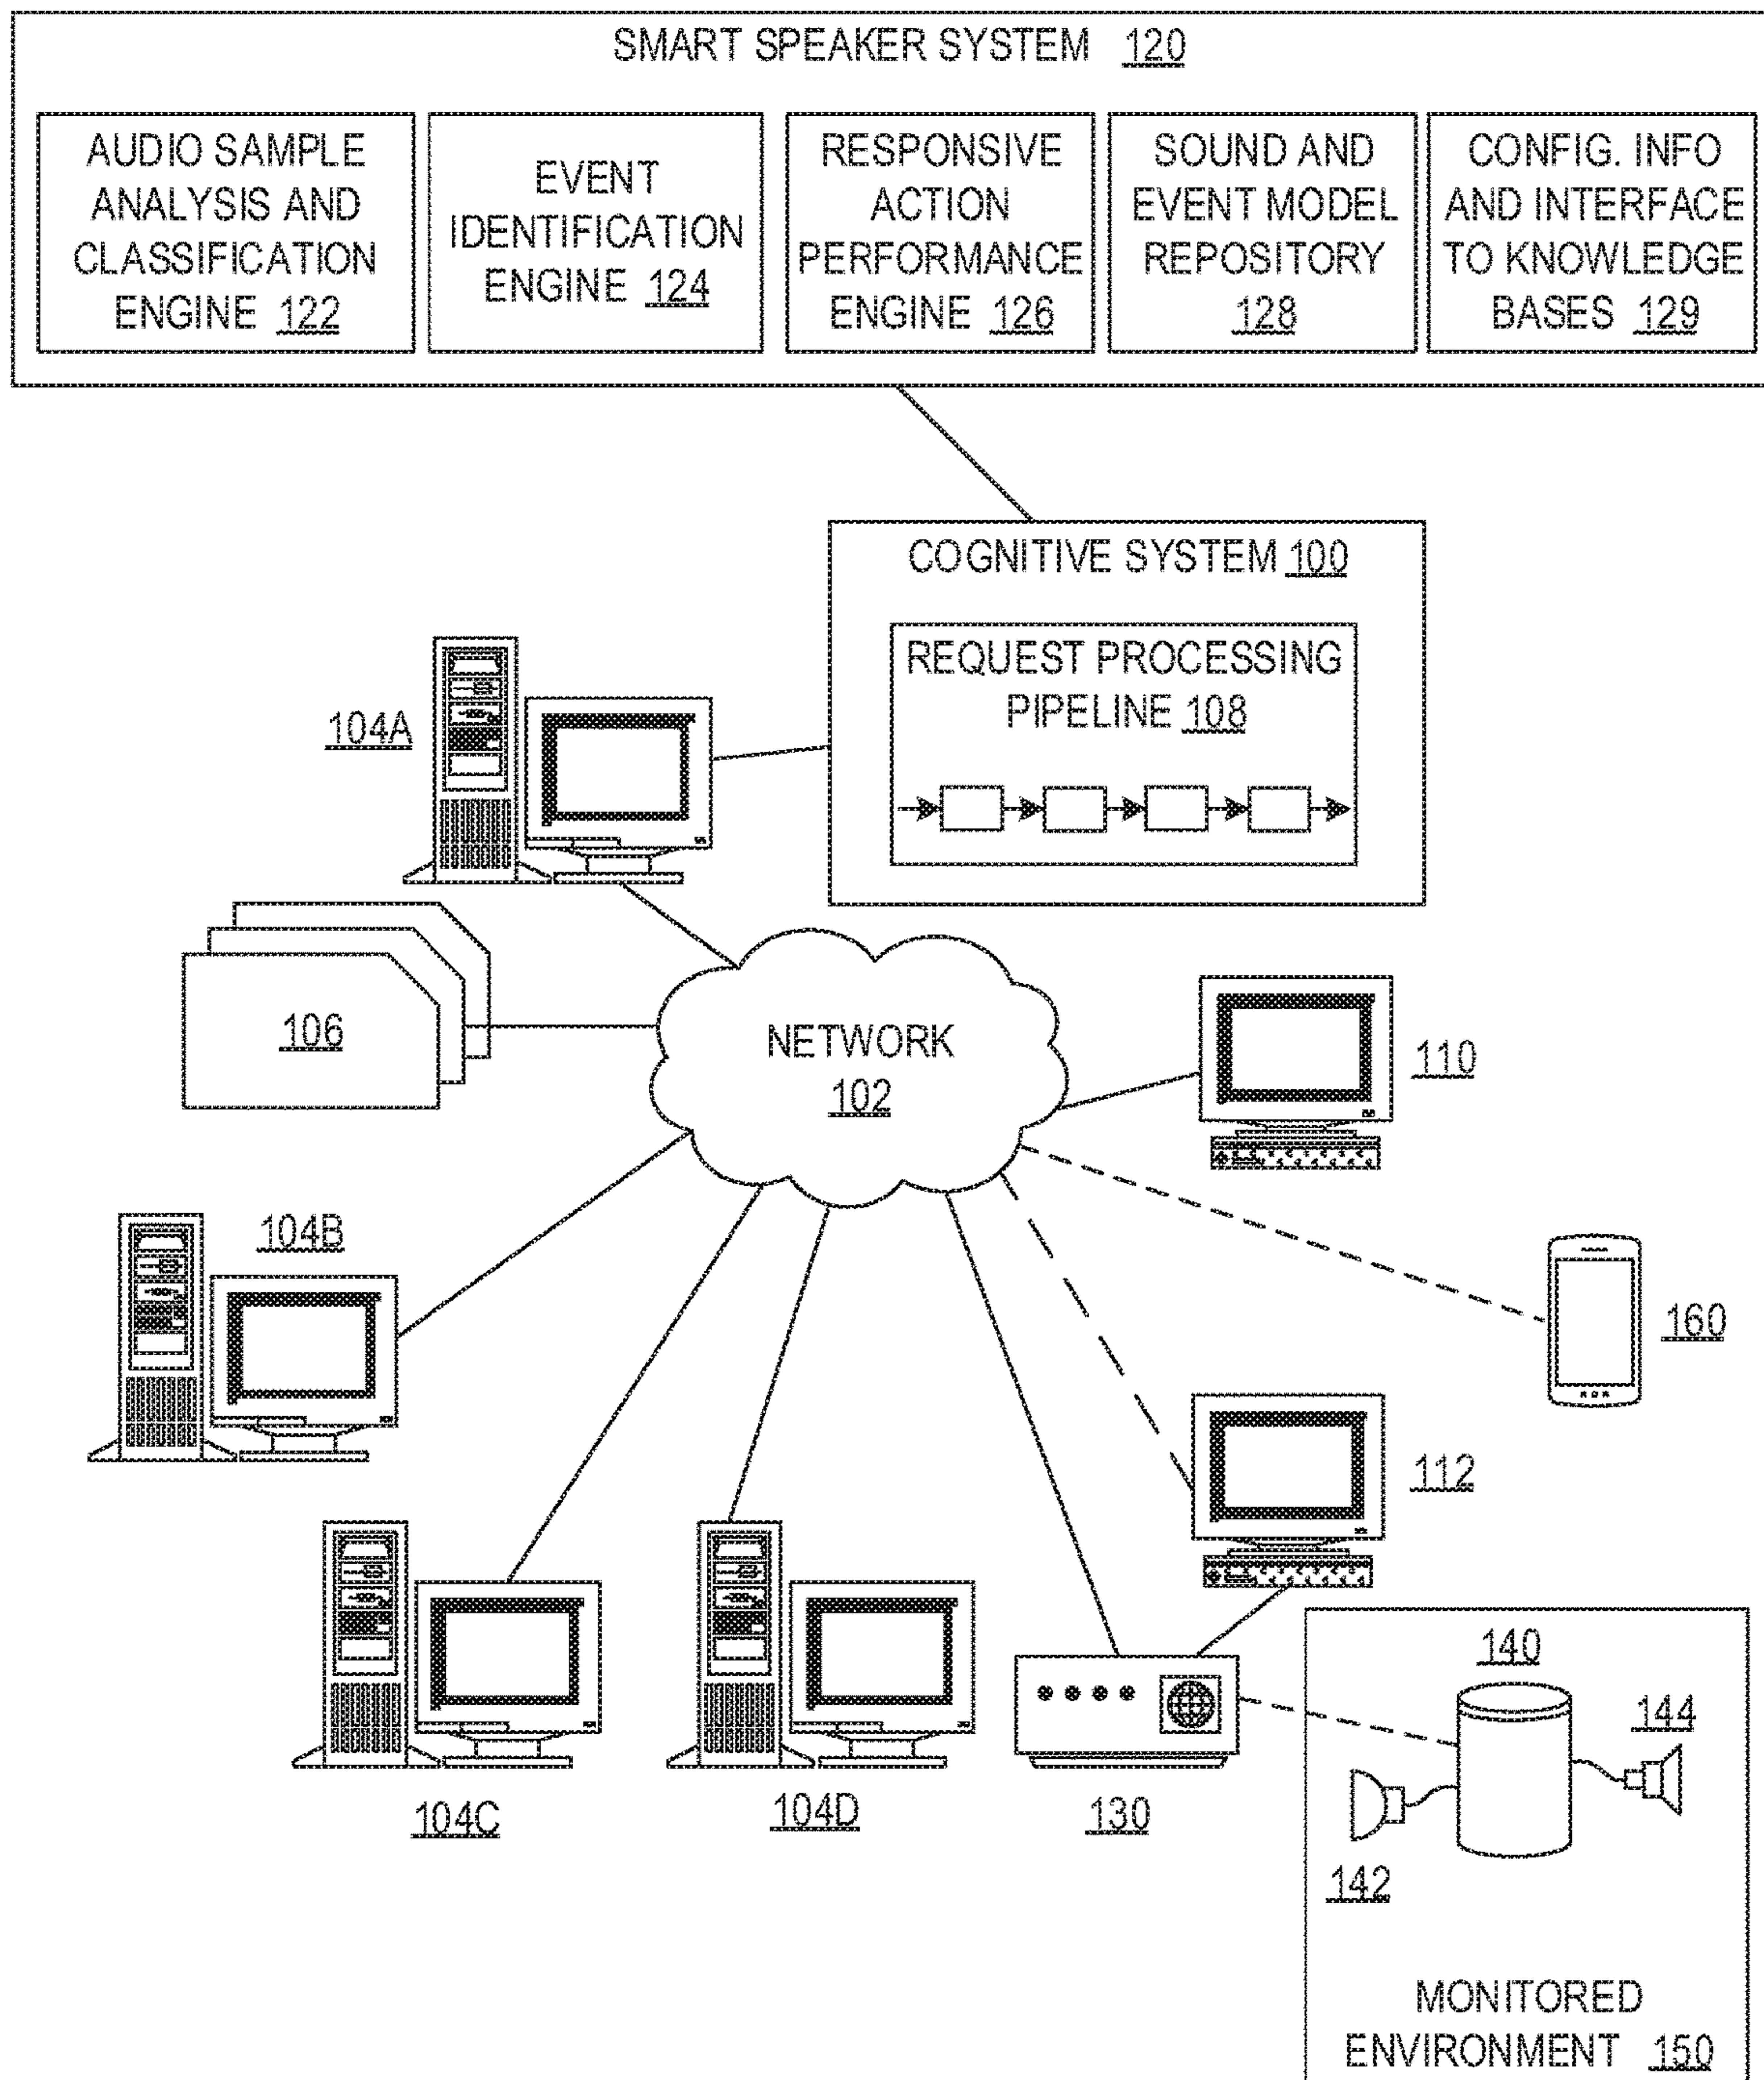 SMART SPEAKER SYSTEM 120
AUDIO SAMPLE
ANALYSIS AND
CLASSIFICATION
ENGINE 122
EVENT
IDENTIFICATION
ENGINE 124
RESPONSIVE
ACTION
PERFORMANCE
ENGINE 126
SOUND AND
EVENT MODEL
REPOSITORY
128
CONFIG. INFO
AND INTERFACE
TO KNOWLEDGE
BASES 129
COGNITIVE SYSTEM 100
REQUEST PROCESSING
PIPELINE 108
104A
106
NETWORK
102
110
104B
160
112
104C
104D
130
140
144
142
MONITORED
ENVIRONMENT 150